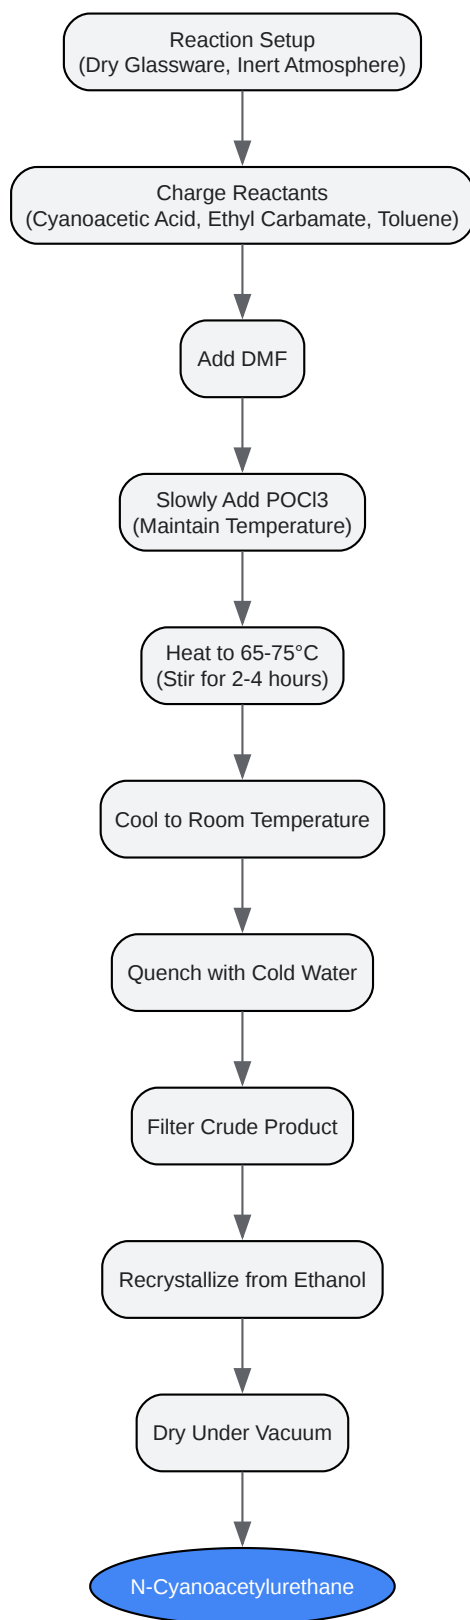 Reaction Setup
(Dry Glassware, Inert Atmosphere)
Charge Reactants
(Cyanoacetic Acid, Ethyl Carbamate, Toluene)
Add DMF
Slowly Add POCl3
(Maintain Temperature)
Heat to 65-75°C
(Stir for 2-4 hours)
Cool to Room Temperature
Quench with Cold Water
Filter Crude Product
Recrystallize from Ethanol
Dry Under Vacuum
N-Cyanoacetylurethane